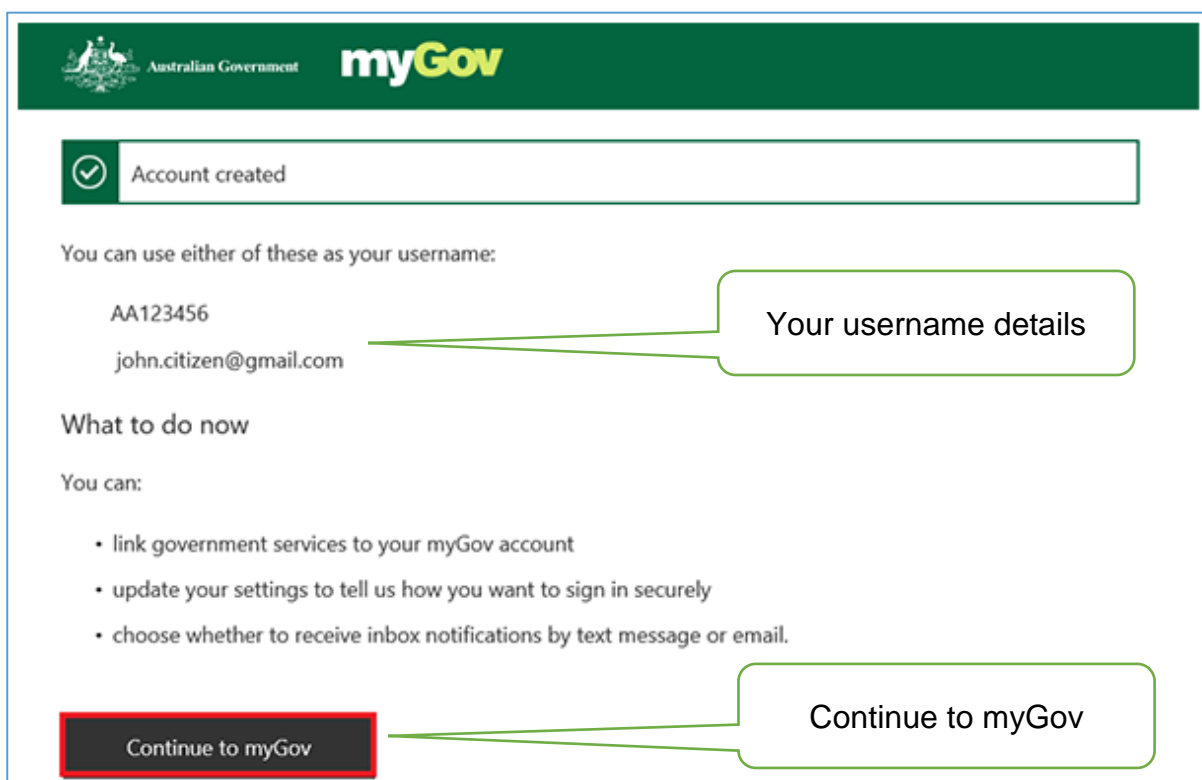 Australian Government myGov
Account created
You can use either of these as your username:
AA123456
Your username details
john.citizen@gmail.com
What to do now
You can:
• link government services to your myGov account
• update your settings to tell us how you want to sign in securely
• choose whether to receive inbox notifications by text message or email.
Continue to myGov
Continue to myGov